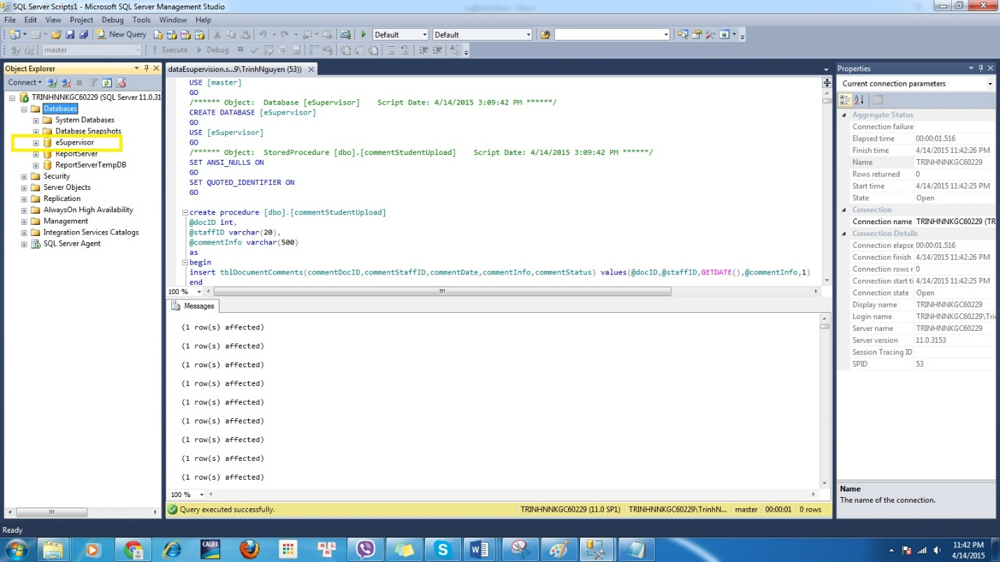 SQL Server Scripts1 - Microsoft SQL Server Management Studio
File Edit View Project Debug Tools Window Help
New Query Default Default
master Execute Debug
Object Explorer
Connect
TRINHNNKGC60229 (SQL Server 11.0.31
Databases
System Databases
Database Snapshots
eSupervisor
ReportServer
ReportServerTempDB
Security
Server Objects
Replication
AlwaysOn High Availability
Management
Integration Services Catalogs
SQL Server Agent
dataEsupervision.s...9\TrinhNguyen (53))
USE [master]
GO
/****** Object: Database [eSupervisor] Script Date: 4/14/2015 3:09:42 PM ******/
CREATE DATABASE [eSupervisor]
GO
USE [eSupervisor]
GO
/****** Object: StoredProcedure [dbo].[commentStudentUpload] Script Date: 4/14/2015 3:09:42 PM ******/
SET ANSI_NULLS ON
GO
SET QUOTED_IDENTIFIER ON
GO
create procedure [dbo].[commentStudentUpload]
@docID int,
@staffID varchar(20),
@commentInfo varchar(500)
as
begin
insert tblDocumentComments(commentDocID,commentStaffID,commentDate,commentInfo,commentStatus) values(@docID,@staffID,GETDATE(),@commentInfo,1)
end
100 %
Messages
(1 row(s) affected)
(1 row(s) affected)
(1 row(s) affected)
(1 row(s) affected)
(1 row(s) affected)
(1 row(s) affected)
(1 row(s) affected)
(1 row(s) affected)
(1 row(s) affected)
100 %
Query executed successfully. TRINHNNKGC60229 (11.0 SP1) TRINHNNKGC60229\TrinhN... master 00:00:01 0 rows
Properties
Current connection parameters
Aggregate Status
Connection failure
Elapsed time 00:00:01.516
Finish time 4/14/2015 11:42:26 PM
Name TRINHNNKGC60229
Rows returned 0
Start time 4/14/2015 11:42:25 PM
State Open
Connection
Connection name TRINHNNKGC60229 (TR
Connection Details
Connection elapse 00:00:01.516
Connection finish 4/14/2015 11:42:26 PM
Connection rows r 0
Connection start ti 4/14/2015 11:42:25 PM
Connection state Open
Display name TRINHNNKGC60229
Login name TRINHNNKGC60229\Tri
Server name TRINHNNKGC60229
Server version 11.0.3153
Session Tracing ID
SPID 53
Name
The name of the connection.
Ready
CALD3
11:42 PM
4/14/2015